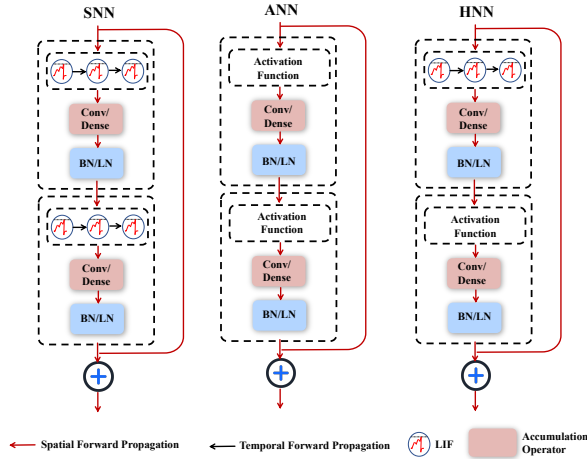 SNN
Conv/
Dense
BN/LN
Conv/
Dense
BN/LN
ANN
Activation
Function
Conv/
Dense
BN/LN
Activation
Function
Conv/
Dense
BN/LN
HNN
Conv/
Dense
BN/LN
Activation
Function
Conv/
Dense
BN/LN
Spatial Forward Propagation
Temporal Forward Propagation
LIF
Accumulation
Operator